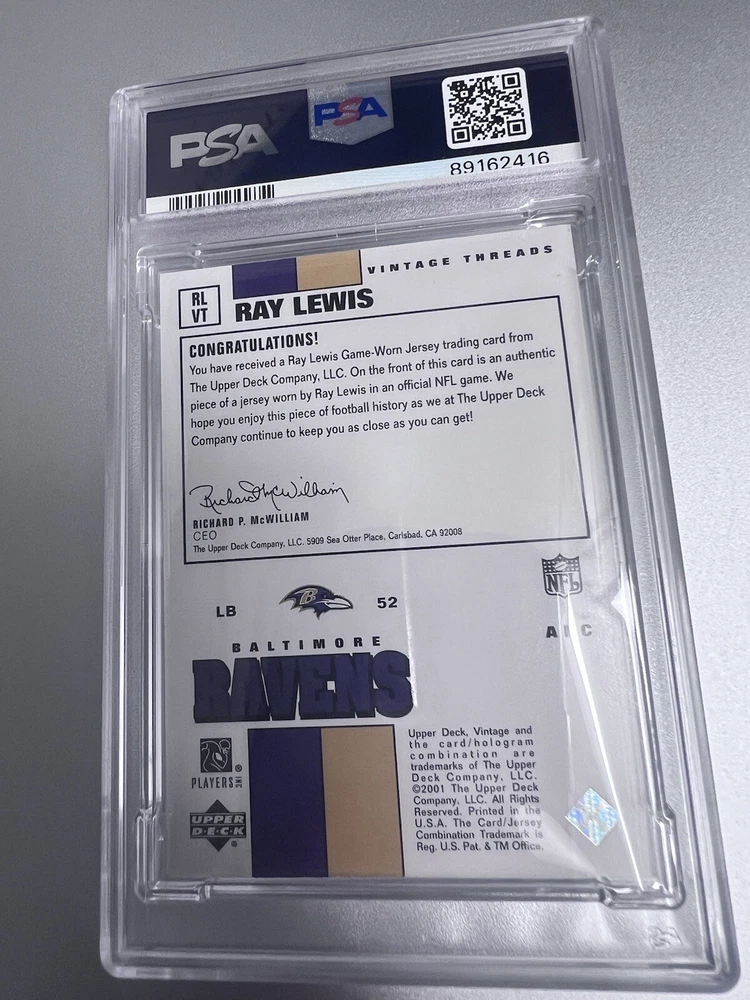 PSA
PSA
89162416
VINTAGE THREADS
RL
VT
RAY LEWIS
CONGRATULATIONS!
You have received a Ray Lewis Game-Worn Jersey trading card from
The Upper Deck Company, LLC. On the front of this card is an authentic
piece of a jersey worn by Ray Lewis in an official NFL game. We
hope you enjoy this piece of football history as we at The Upper Deck
Company continue to keep you as close as you can get!
Richard McWilliam
RICHARD P. McWILLIAM
CEO
The Upper Deck Company, LLC. 5909 Sea Otter Place, Carlsbad, CA 92008
NFL
LB
B
52
BALTIMORE
RAVENS
PLAYERS INC ®
UPPER
DECK
®
Upper Deck, Vintage and
the card/hologram
combination are
trademarks of The Upper
Deck Company, LLC.
©2001 The Upper Deck
Company, LLC. All Rights
Reserved. Printed in the
U.S.A. The Card/Jersey
Combination Trademark is
Reg. U.S. Pat. & TM Office.